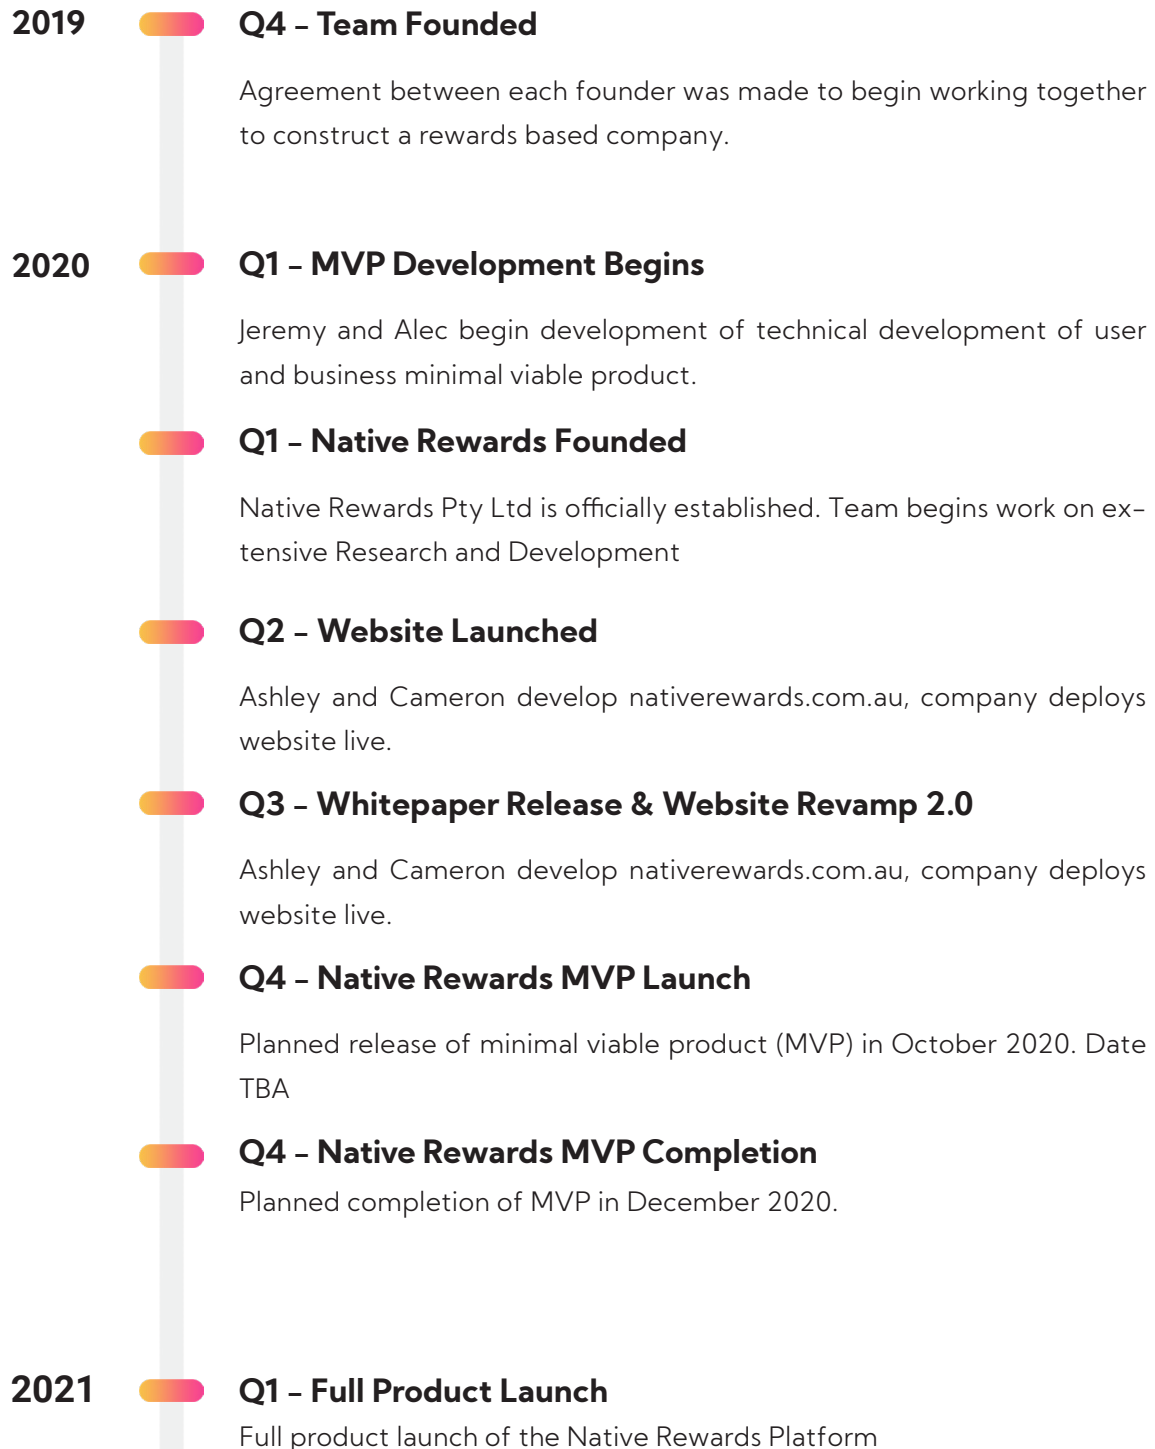 2019 Q4 – Team Founded
Agreement between each founder was made to begin working together
to construct a rewards based company.
2020 Q1 – MVP Development Begins
Jeremy and Alec begin development of technical development of user
and business minimal viable product.
Q1 – Native Rewards Founded
Native Rewards Pty Ltd is officially established. Team begins work on ex-
tensive Research and Development
Q2 – Website Launched
Ashley and Cameron develop nativerewards.com.au, company deploys
website live.
Q3 – Whitepaper Release & Website Revamp 2.0
Ashley and Cameron develop nativerewards.com.au, company deploys
website live.
Q4 – Native Rewards MVP Launch
Planned release of minimal viable product (MVP) in October 2020. Date
TBA
Q4 – Native Rewards MVP Completion
Planned completion of MVP in December 2020.
2021 Q1 – Full Product Launch
Full product launch of the Native Rewards Platform